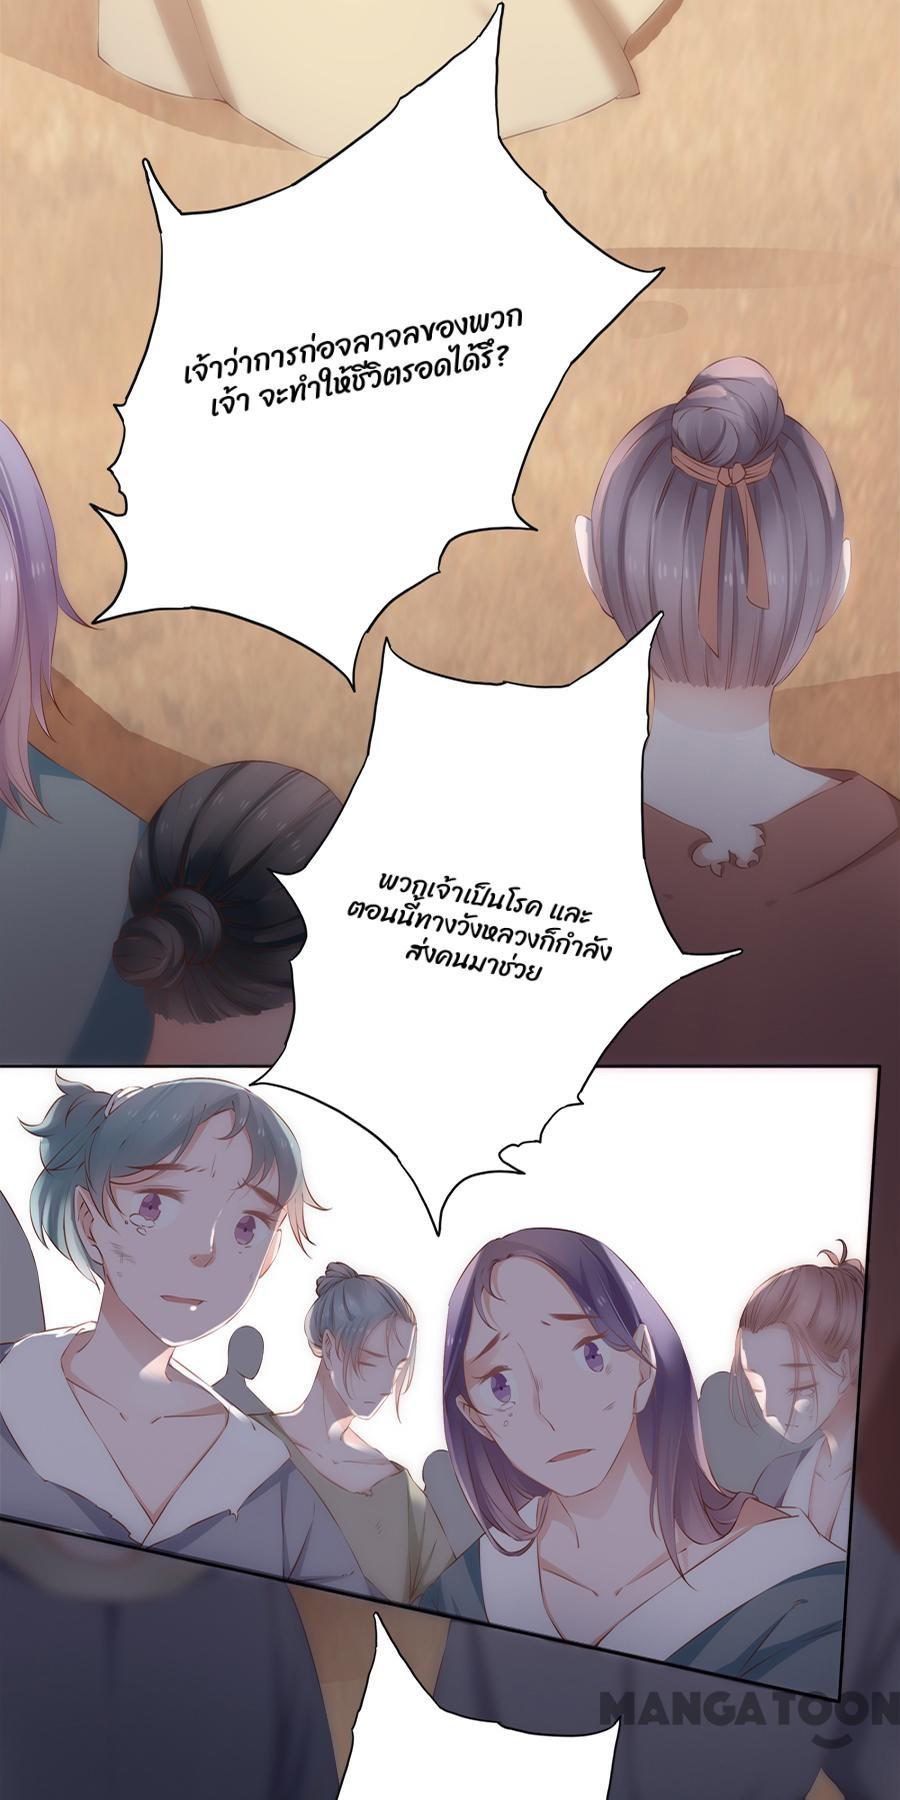 เจ้าว่าการก่อจลาจลของพวก
เจ้า จะทำให้ชีวิตรอดได้รึ?
พวกเจ้าเป็นโรค และ
ตอนนี้ทางวังหลวงก็กำลัง
ส่งคนมาช่วย
MANGATOON